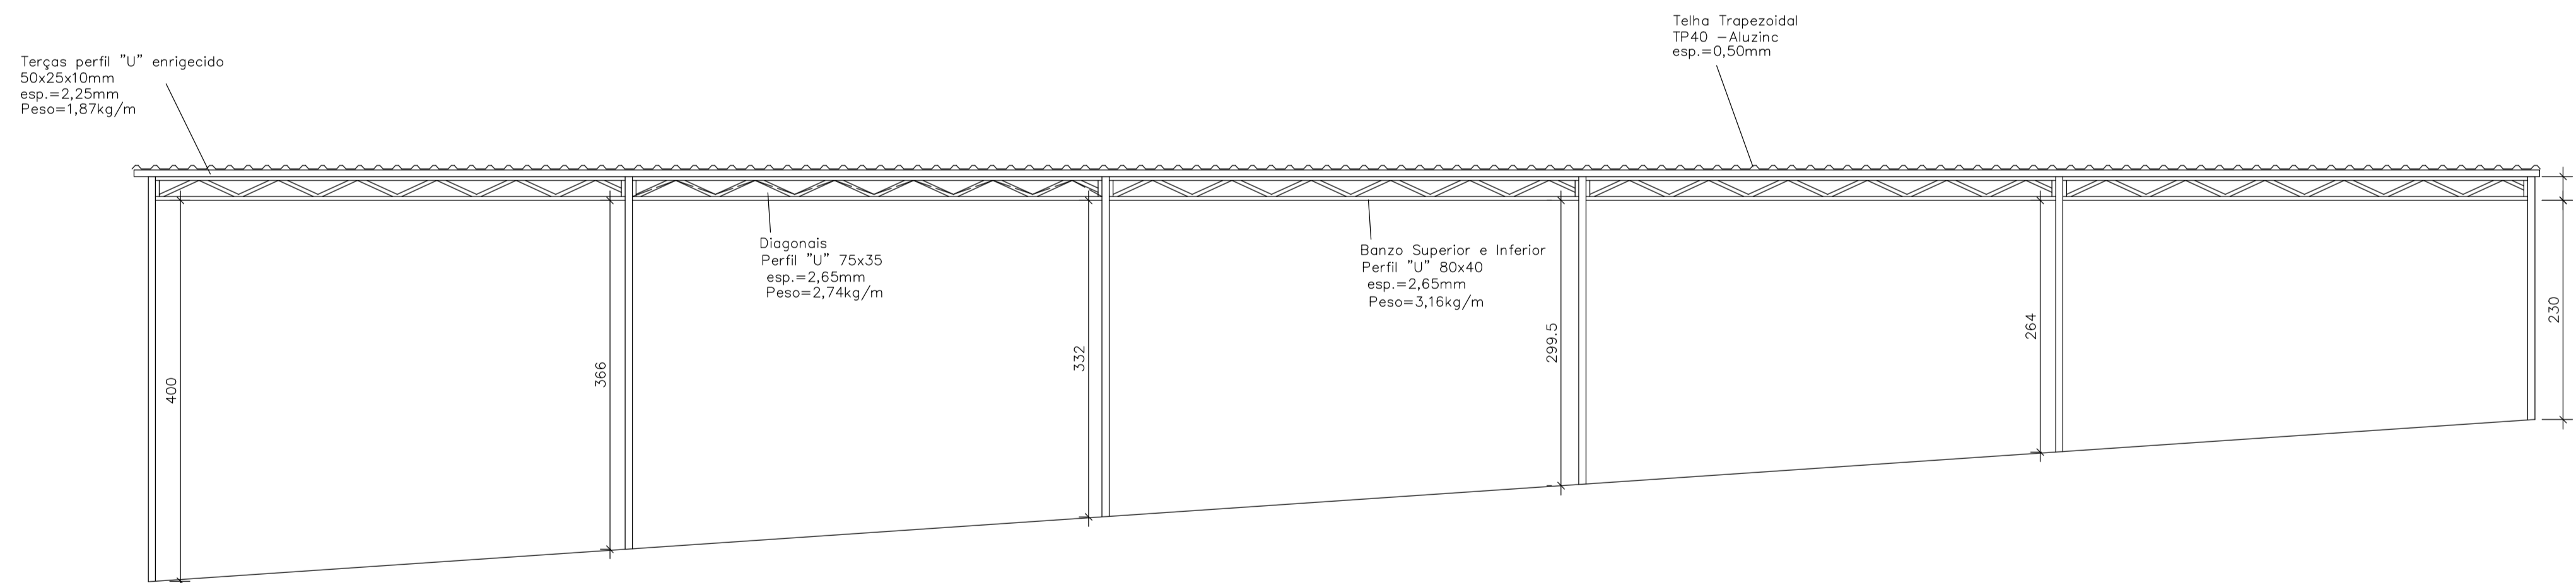 Telha Trapezoidal
TP40 -Aluzinc
esp.=0,50mm
Terças perfil "U" enrigecido
50x25x10mm
esp.=2,25mm
Peso=1,87kg/m
Diagonais
Perfil "U" 75x35
esp.=2,65mm
Peso=2,74kg/m
Banzo Superior e Inferior
Perfil "U" 80x40
esp.=2,65mm
Peso=3,16kg/m
400
366
332
299.5
264
230